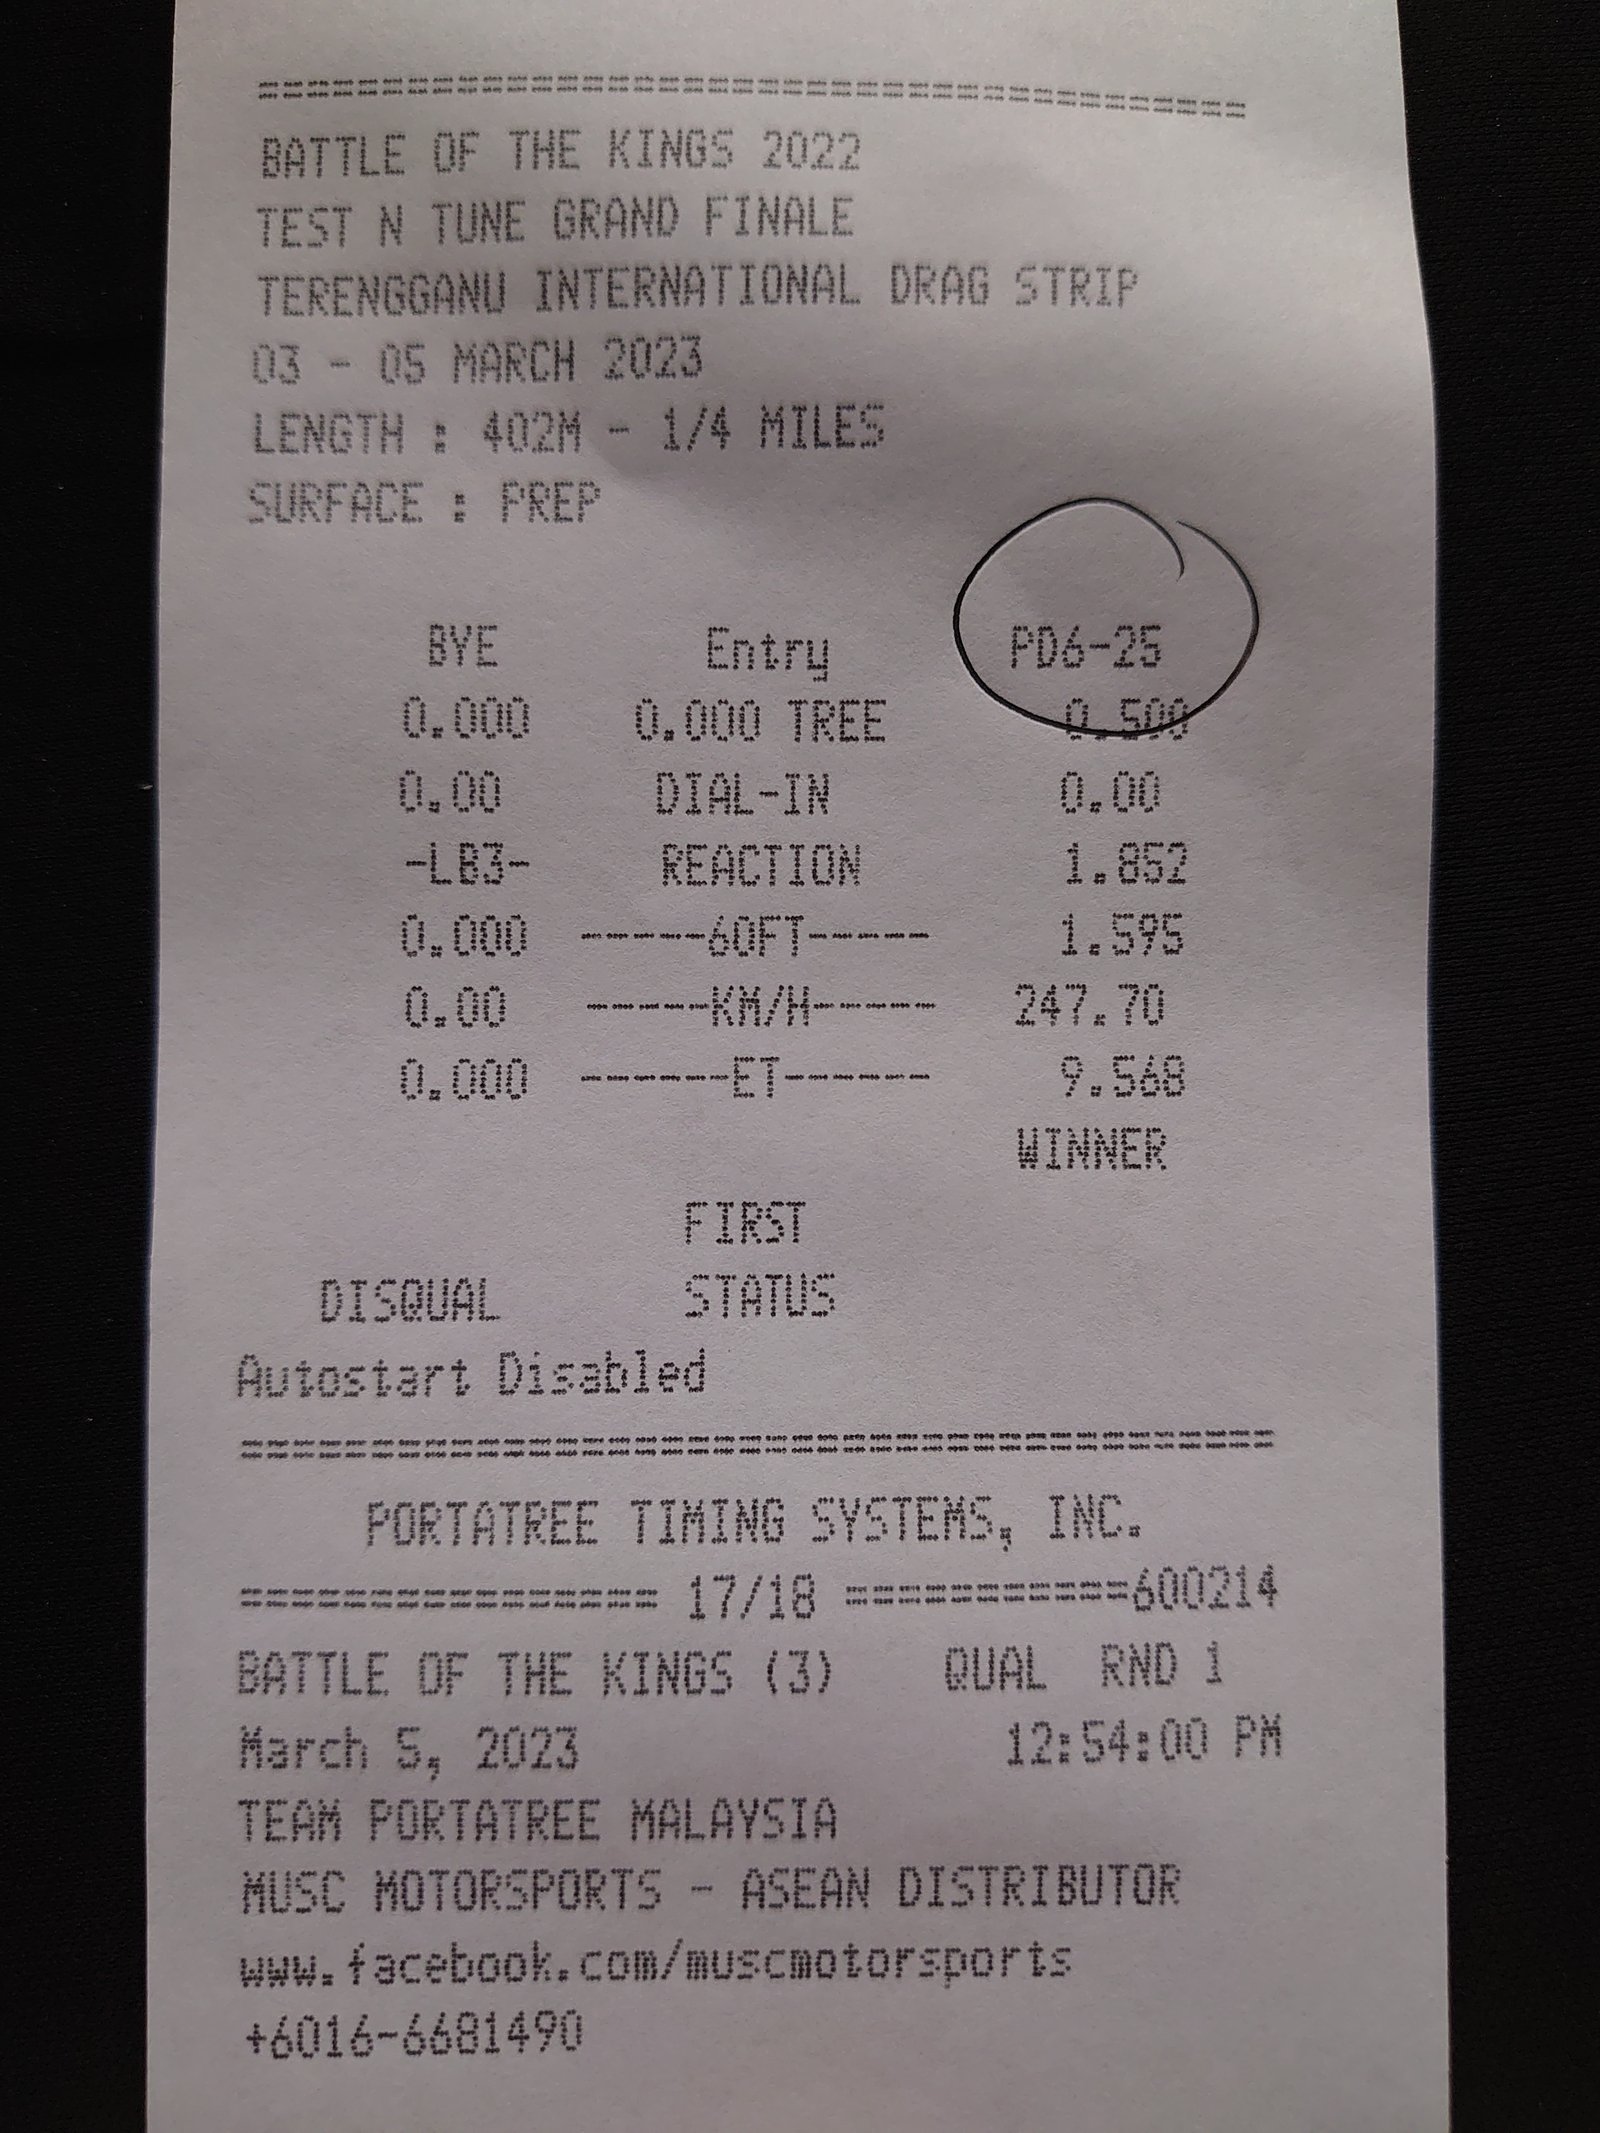 ========================================
BATTLE OF THE KINGS 2022
TEST N TUNE GRAND FINALE
TERENGGANU INTERNATIONAL DRAG STRIP
03 - 05 MARCH 2023
LENGTH : 402M - 1/4 MILES
SURFACE : PREP
BYE Entry PD6-25
0.000 0.000 TREE 0.500
0.00 DIAL-IN 0.00
-LB3- REACTION 1.852
0.000 -----60FT----- 1.595
0.00 -----KM/H----- 247.70
0.000 ------ET------ 9.568
WINNER
FIRST
DISQUAL STATUS
Autostart Disabled
========================================
PORTATREE TIMING SYSTEMS, INC.
================ 17/18 ===========600214
BATTLE OF THE KINGS (3) QUAL RND 1
March 5, 2023 12:54:00 PM
TEAM PORTATREE MALAYSIA
MUSC MOTORSPORTS - ASEAN DISTRIBUTOR
www.facebook.com/muscmotorsports
+6016-6681490